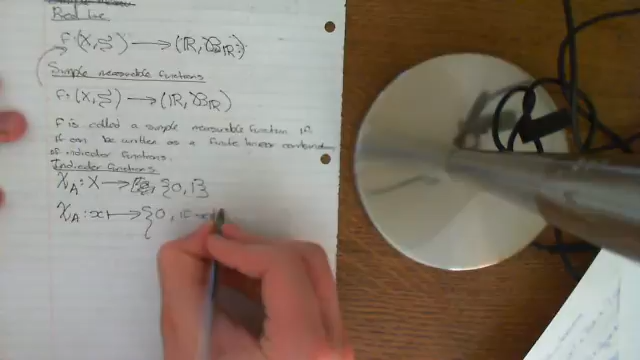 Real line
f:(X,ξ) ⟶ (ℝ,𝓑ℝ)
Simple measurable functions
f:(X,ξ) ⟶ (ℝ,𝓑ℝ)
f is called a simple measurable function if
it can be written as a finite linear combination
of indicator functions.
Indicator functions
χA : X ⟶ {0,1}
χA : x ⟼ {0, if x